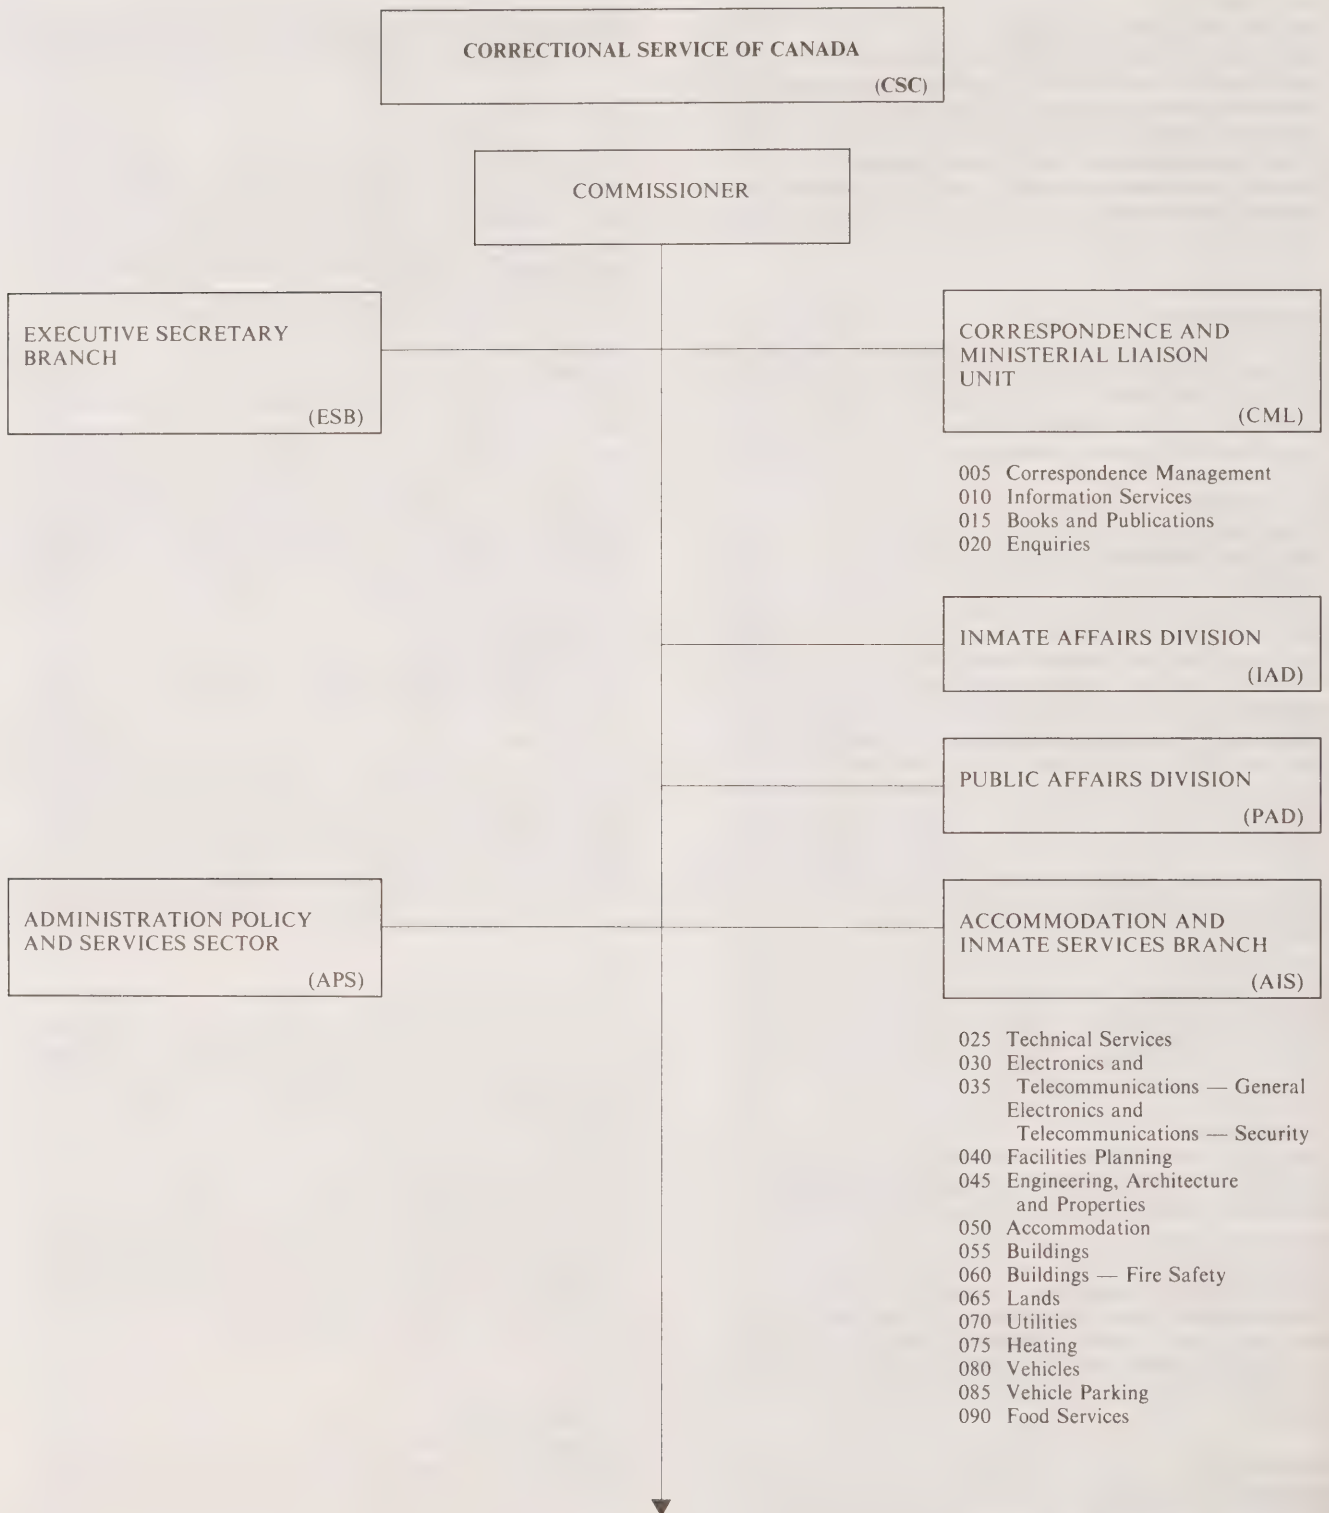 CORRECTIONAL SERVICE OF CANADA
(CSC)
COMMISSIONER
EXECUTIVE SECRETARY
BRANCH
(ESB)
CORRESPONDENCE AND
MINISTERIAL LIAISON
UNIT
(CML)
005 Correspondence Management
010 Information Services
015 Books and Publications
020 Enquiries
INMATE AFFAIRS DIVISION
(IAD)
PUBLIC AFFAIRS DIVISION
(PAD)
ADMINISTRATION POLICY
AND SERVICES SECTOR
(APS)
ACCOMMODATION AND
INMATE SERVICES BRANCH
(AIS)
025 Technical Services
030 Electronics and
035 Telecommunications — General
Electronics and
Telecommunications — Security
040 Facilities Planning
045 Engineering, Architecture
and Properties
050 Accommodation
055 Buildings
060 Buildings — Fire Safety
065 Lands
070 Utilities
075 Heating
080 Vehicles
085 Vehicle Parking
090 Food Services